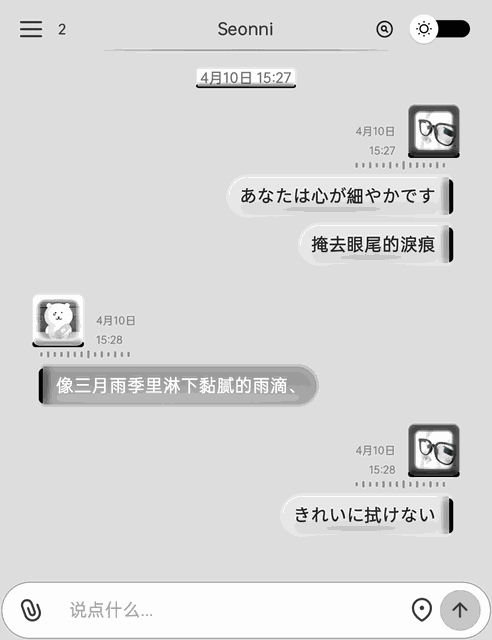 2
Seonni
4月10日 15:27
4月10日
15:27
あなたは心が細やかです
掩去眼尾的淚痕
4月10日
15:28
像三月雨季里淋下黏膩的雨滴、
4月10日
15:28
きれいに拭けない
说点什么...